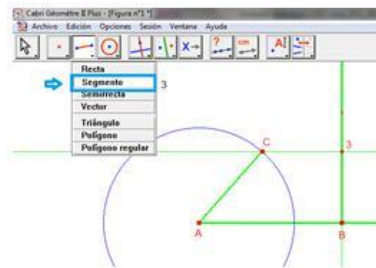 Cabri Géomètre II Plus - [Figura nº1 *]
Archivo Edición Opciones Sesión Ventana Ayuda
Recta
Segmento
Semirrecta
Vector
Triángulo
Polígono
Polígono regular
3
C
3
A
B